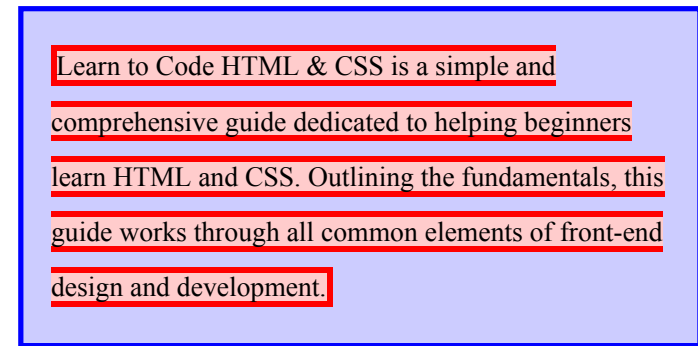 Learn to Code HTML & CSS is a simple and
comprehensive guide dedicated to helping beginners
learn HTML and CSS. Outlining the fundamentals, this
guide works through all common elements of front-end
design and development.